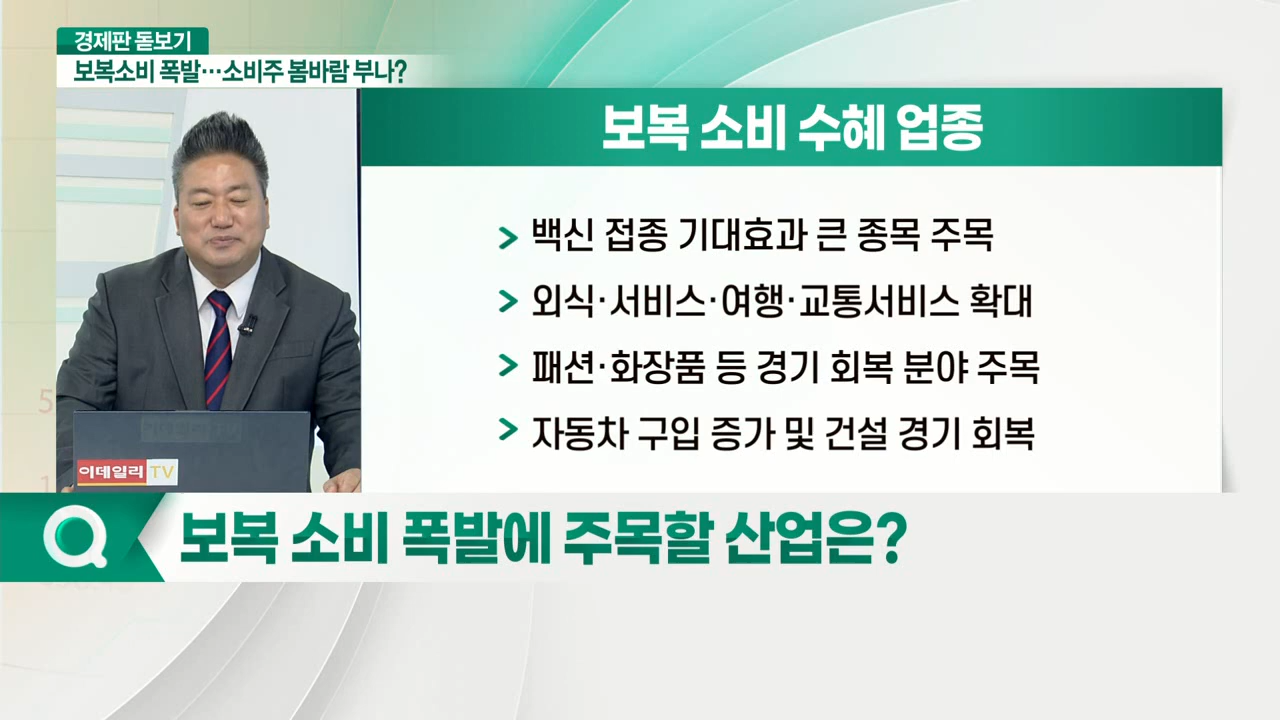 경제판 돋보기
보복소비 폭발…소비주 봄바람 부나?
보복 소비 수혜 업종
> 백신 접종 기대효과 큰 종목 주목
> 외식·서비스·여행·교통서비스 확대
> 패션·화장품 등 경기 회복 분야 주목
> 자동차 구입 증가 및 건설 경기 회복
이데일리 TV
Q 보복 소비 폭발에 주목할 산업은?